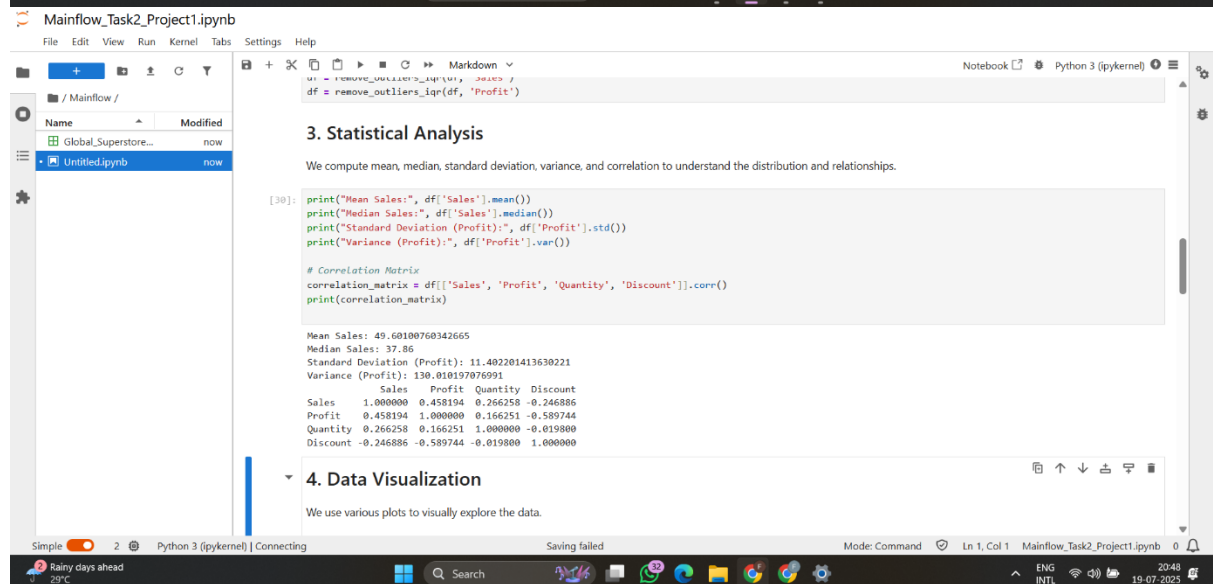 Mainflow_Task2_Project1.ipynb
File Edit View Run Kernel Tabs Settings Help
Markdown
Notebook
Python 3 (ipykernel)
/ Mainflow /
Name Modified
Global_Superstore... now
Untitled.ipynb now
df = remove_outliers_iqr(df, 'Sales')
df = remove_outliers_iqr(df, 'Profit')
3. Statistical Analysis
We compute mean, median, standard deviation, variance, and correlation to understand the distribution and relationships.
[30]:
print("Mean Sales:", df['Sales'].mean())
print("Median Sales:", df['Sales'].median())
print("Standard Deviation (Profit):", df['Profit'].std())
print("Variance (Profit):", df['Profit'].var())
# Correlation Matrix
correlation_matrix = df[['Sales', 'Profit', 'Quantity', 'Discount']].corr()
print(correlation_matrix)
Mean Sales: 49.60100760342665
Median Sales: 37.86
Standard Deviation (Profit): 11.402201413630221
Variance (Profit): 130.010197076991
Sales Profit Quantity Discount
Sales 1.000000 0.458194 0.266258 -0.246886
Profit 0.458194 1.000000 0.166251 -0.589744
Quantity 0.266258 0.166251 1.000000 -0.019800
Discount -0.246886 -0.589744 -0.019800 1.000000
4. Data Visualization
We use various plots to visually explore the data.
Simple 2 Python 3 (ipykernel) | Connecting Saving failed Mode: Command Ln 1, Col 1 Mainflow_Task2_Project1.ipynb 0
2 Rainy days ahead
29°C
Search
32
ENG
INTL
20:48
19-07-2025